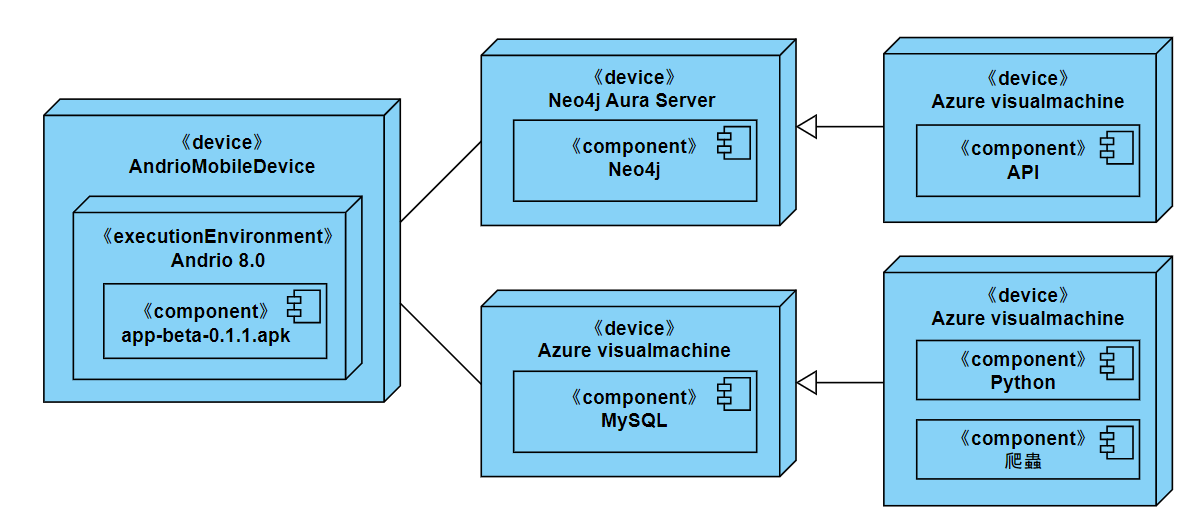 《device》
AndrioMobileDevice
《executionEnvironment》
Andrio 8.0
《component》
app-beta-0.1.1.apk
《device》
Neo4j Aura Server
《component》
Neo4j
《device》
Azure visualmachine
《component》
API
《device》
Azure visualmachine
《component》
MySQL
《device》
Azure visualmachine
《component》
Python
《component》
爬蟲